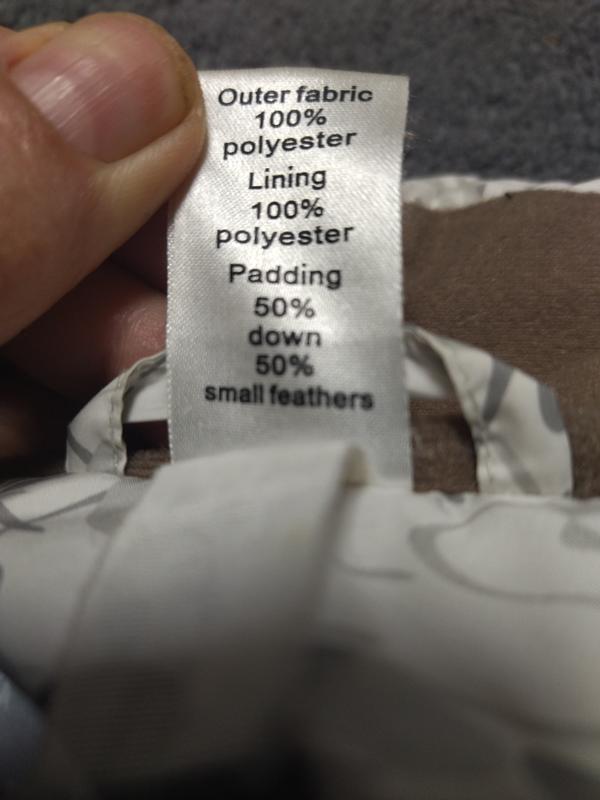 Outer fabric
100%
polyester
Lining
100%
polyester
Padding
50%
down
50%
small feathers